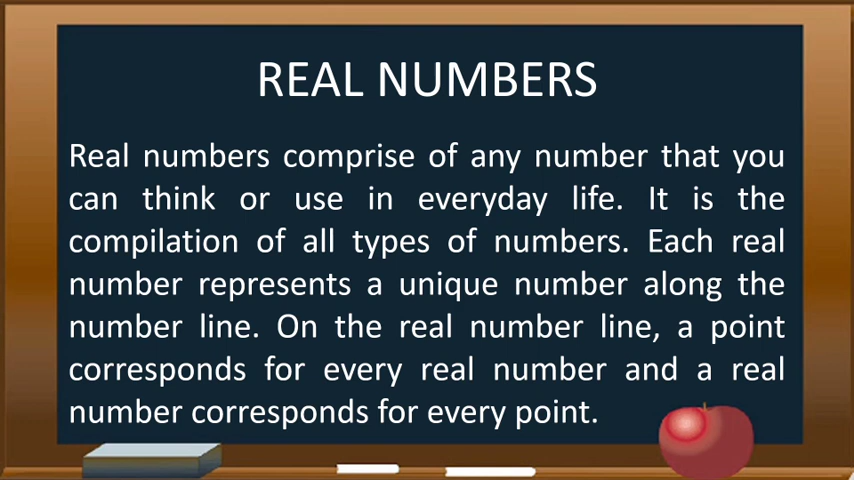 REAL NUMBERS
Real numbers comprise of any number that you
can think or use in everyday life. It is the
compilation of all types of numbers. Each real
number represents a unique number along the
number line. On the real number line, a point
corresponds for every real number and a real
number corresponds for every point.